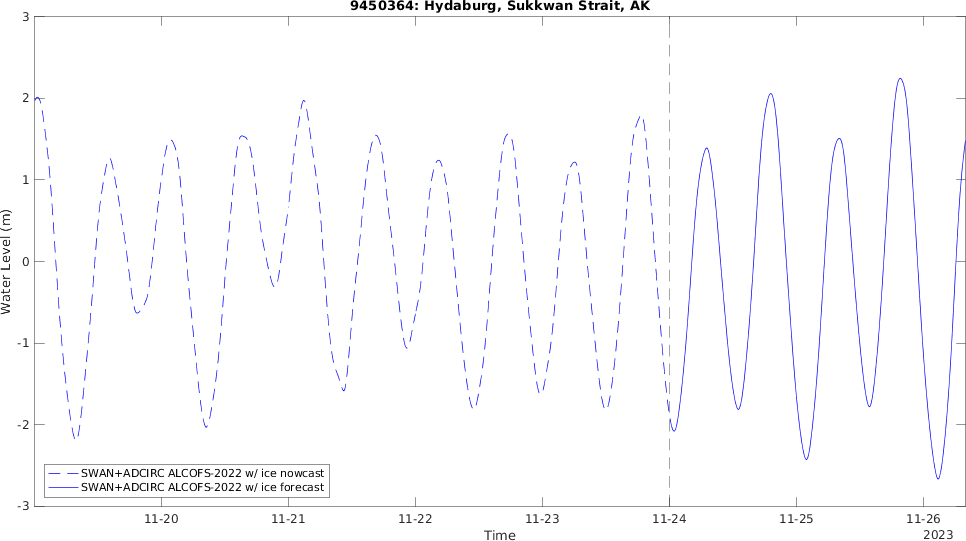 9450364: Hydaburg, Sukkwan Strait, AK
3
2
1
0
-1
-2
-3
Water Level (m)
SWAN+ADCIRC ALCOFS-2022 w/ ice nowcast
SWAN+ADCIRC ALCOFS-2022 w/ ice forecast
11-20 11-21 11-22 11-23 11-24 11-25 11-26
Time
2023